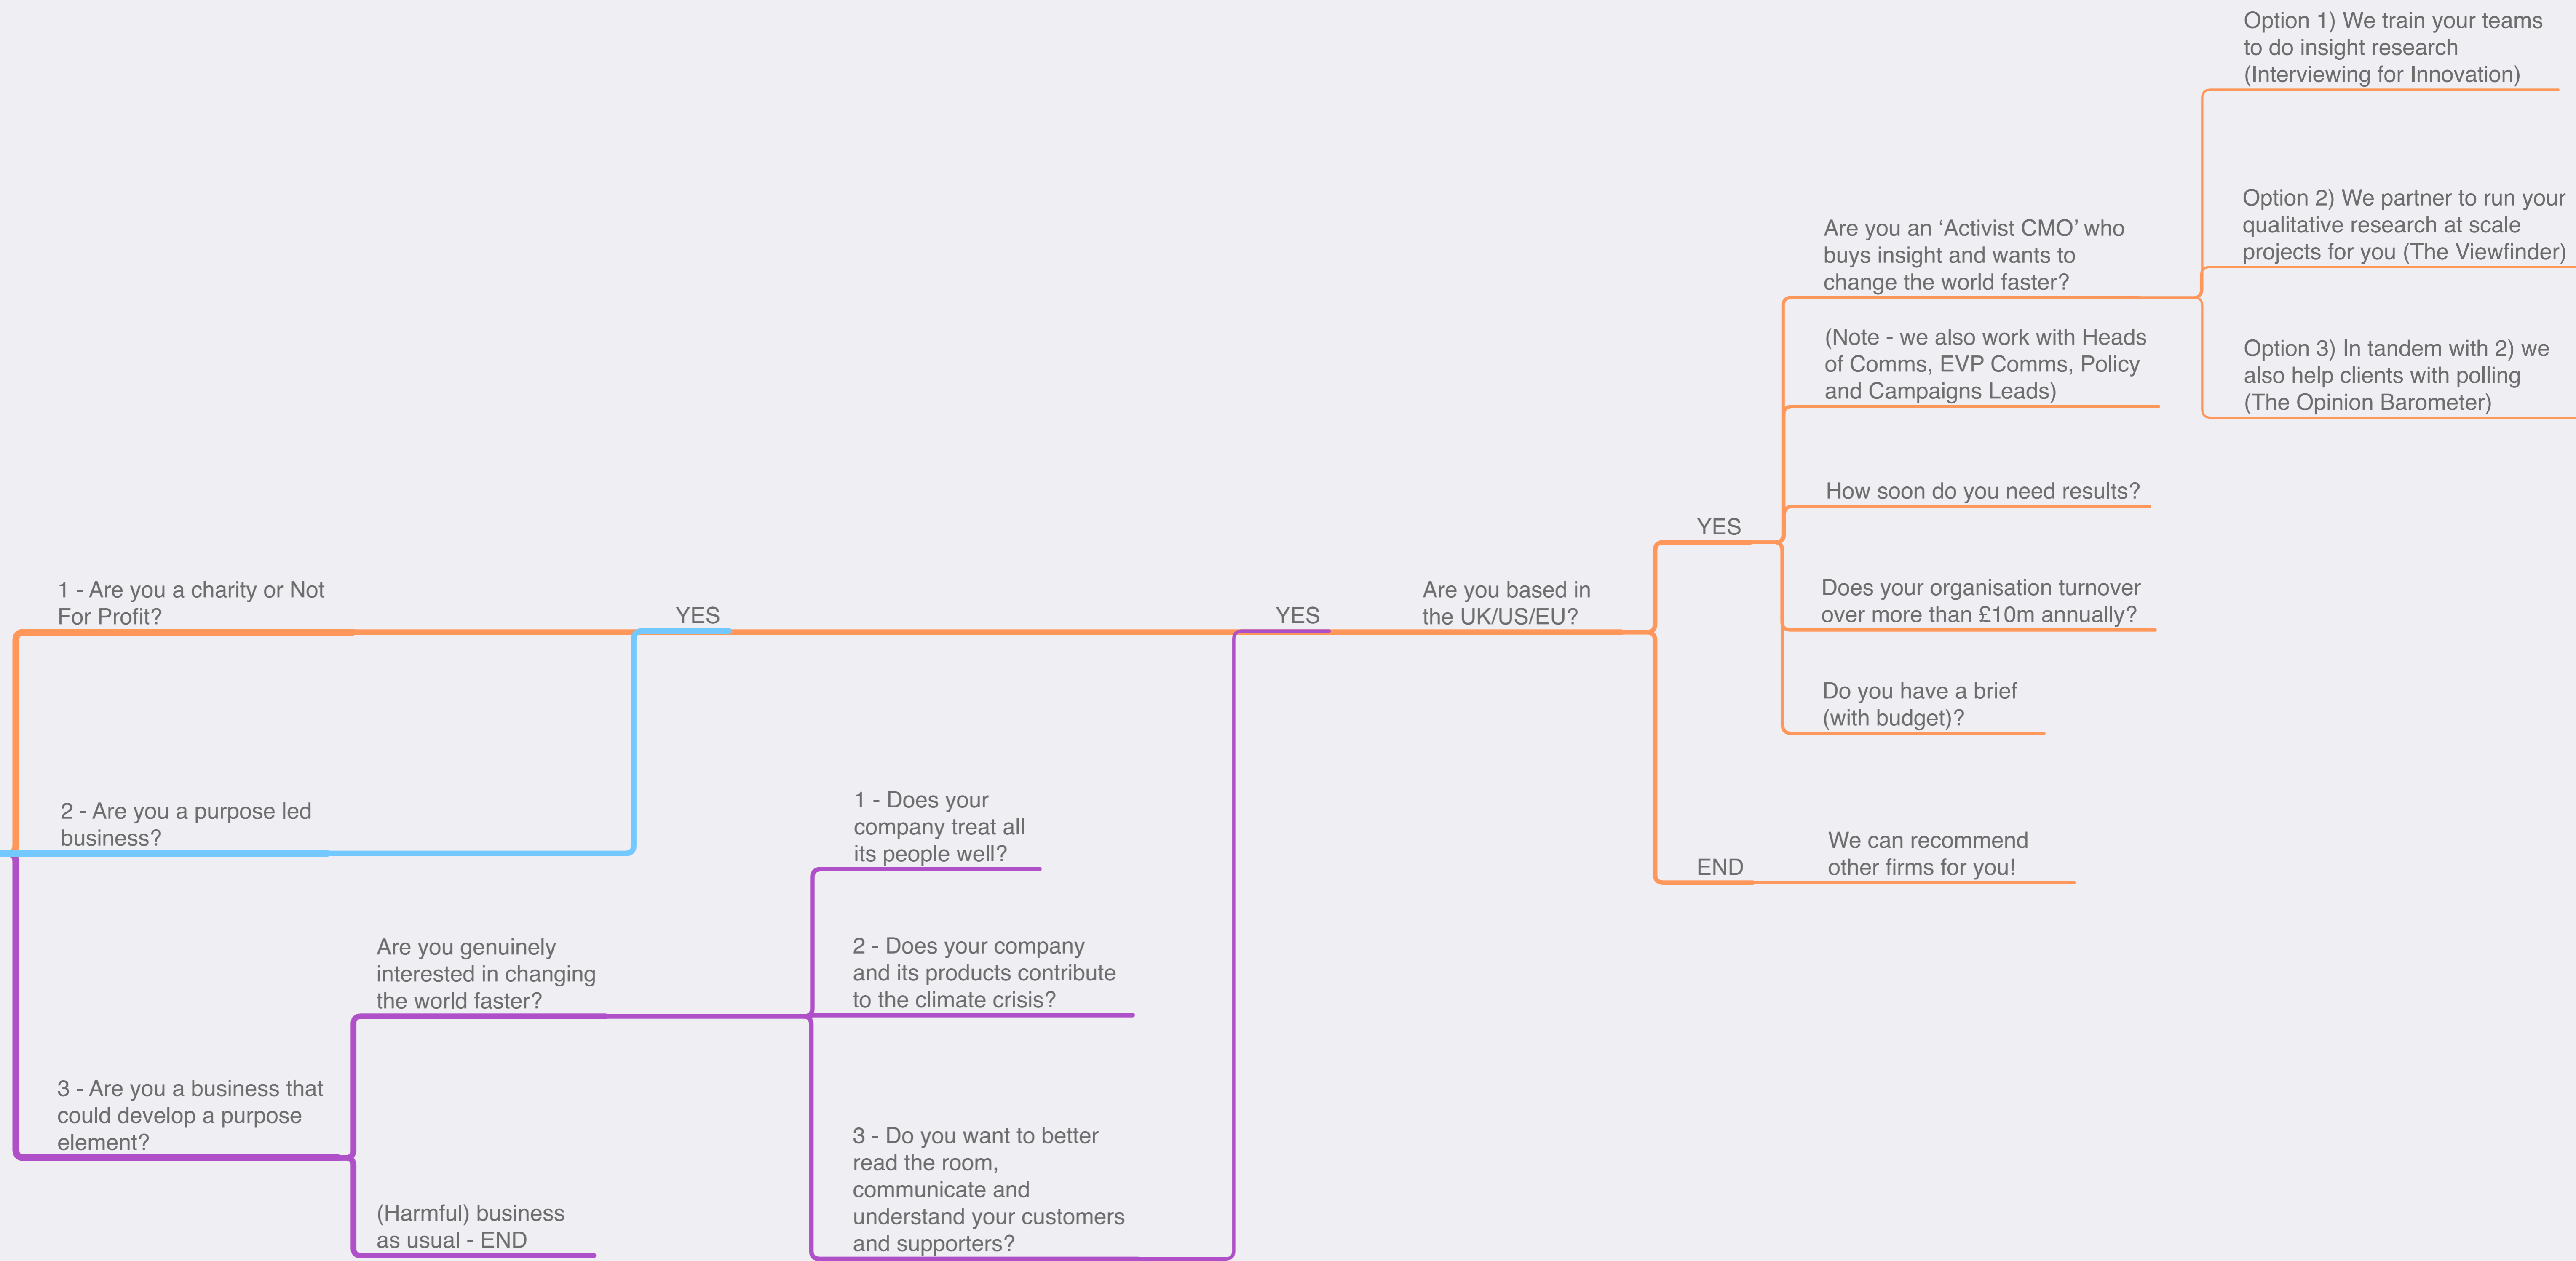 1 - Are you a charity or Not
For Profit?
YES
2 - Are you a purpose led
business?
3 - Are you a business that
could develop a purpose
element?
Are you genuinely
interested in changing
the world faster?
(Harmful) business
as usual - END
1 - Does your
company treat all
its people well?
2 - Does your company
and its products contribute
to the climate crisis?
3 - Do you want to better
read the room,
communicate and
understand your customers
and supporters?
YES
Are you based in
the UK/US/EU?
YES
Are you an ‘Activist CMO’ who
buys insight and wants to
change the world faster?
(Note - we also work with Heads
of Comms, EVP Comms, Policy
and Campaigns Leads)
How soon do you need results?
Does your organisation turnover
over more than £10m annually?
Do you have a brief
(with budget)?
END
We can recommend
other firms for you!
Option 1) We train your teams
to do insight research
(Interviewing for Innovation)
Option 2) We partner to run your
qualitative research at scale
projects for you (The Viewfinder)
Option 3) In tandem with 2) we
also help clients with polling
(The Opinion Barometer)